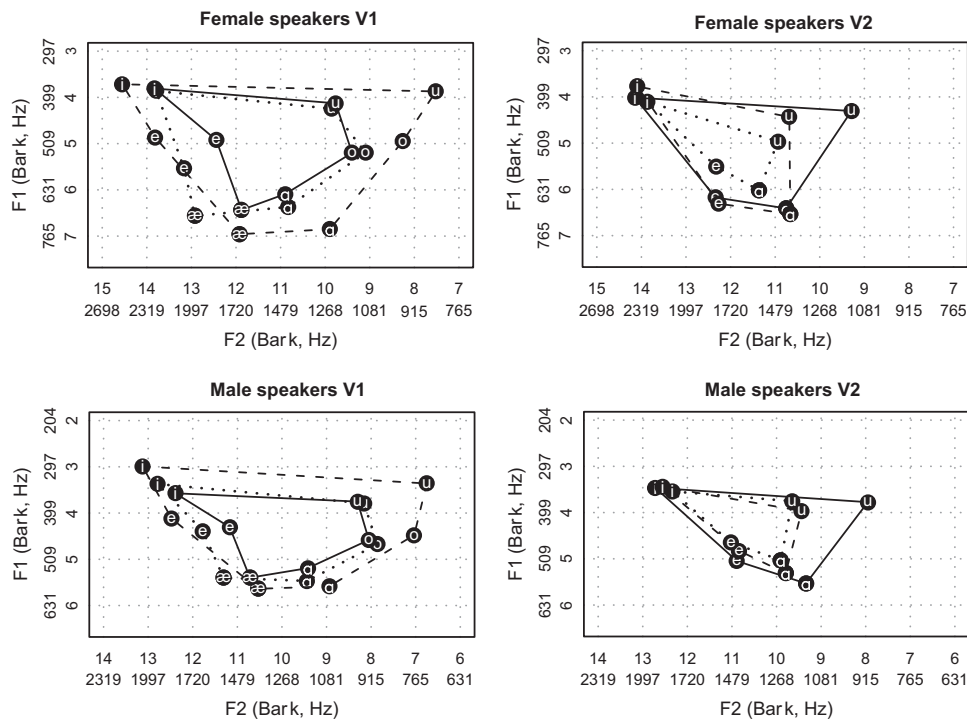 Female speakers V1
F1 (Bark, Hz)
297 399 509 631 765
3 4 5 6 7
i i i u u u
e e e o o o
æ æ æ ɑ ɑ ɑ
15 14 13 12 11 10 9 8 7
2698 2319 1997 1720 1479 1268 1081 915 765
F2 (Bark, Hz)
Female speakers V2
F1 (Bark, Hz)
297 399 509 631 765
3 4 5 6 7
i i i u u u
e e e ɑ ɑ ɑ
15 14 13 12 11 10 9 8 7
2698 2319 1997 1720 1479 1268 1081 915 765
F2 (Bark, Hz)
Male speakers V1
F1 (Bark, Hz)
204 297 399 509 631
2 3 4 5 6
i i i u u u
e e e o o o
æ æ æ ɑ ɑ ɑ
14 13 12 11 10 9 8 7 6
2319 1997 1720 1479 1268 1081 915 765 631
F2 (Bark, Hz)
Male speakers V2
F1 (Bark, Hz)
204 297 399 509 631
2 3 4 5 6
i i i u u u
e e e ɑ ɑ ɑ
14 13 12 11 10 9 8 7 6
2319 1997 1720 1479 1268 1081 915 765 631
F2 (Bark, Hz)